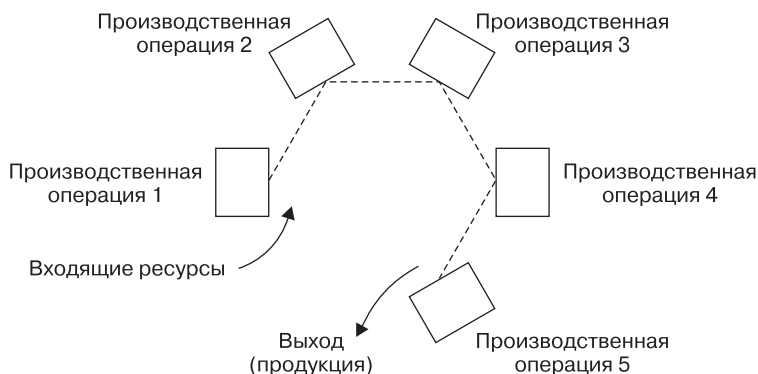 Производственная
операция 2
Производственная
операция 3
Производственная
операция 1
Производственная
операция 4
Входящие ресурсы
Выход
(продукция)
Производственная
операция 5